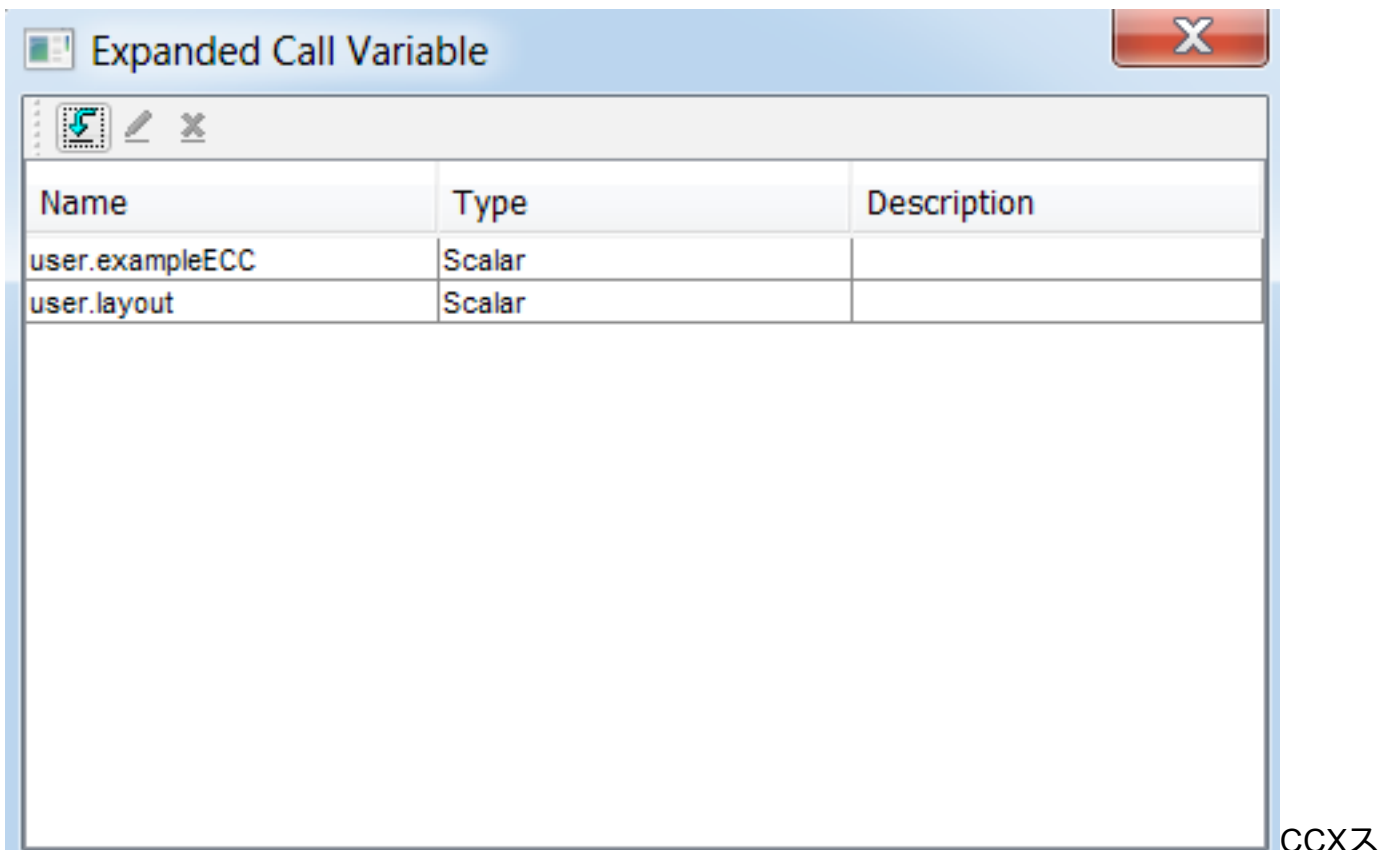 Expanded Call Variable
Name Type Description
user.exampleECC Scalar
user.layout Scalar
CCXス